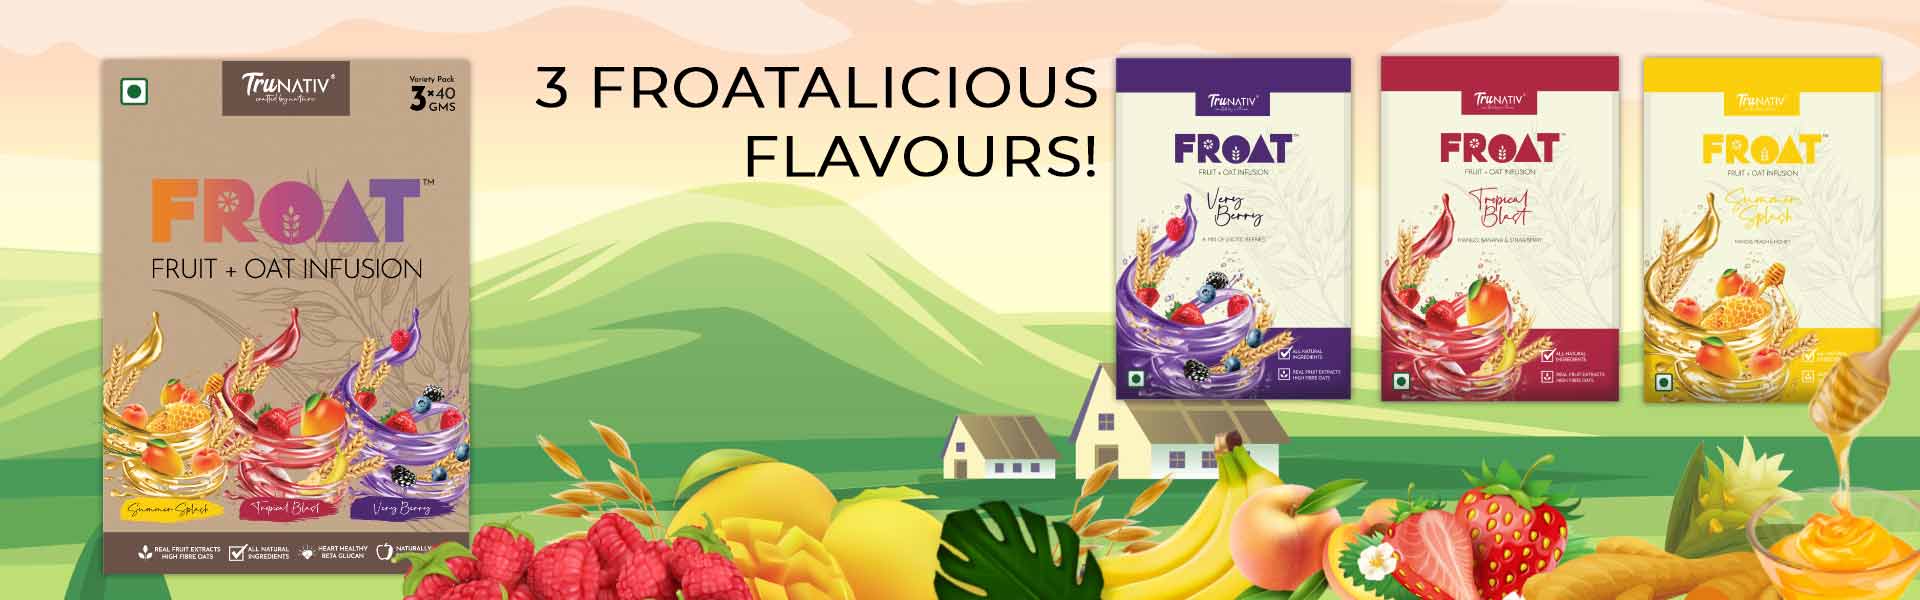 TruNATIV®
crafted by nature
Variety Pack
3×40
GMS
FROAT™
FRUIT + OAT INFUSION
Summer Splash
Tropical Blast
Very Berry
REAL FRUIT EXTRACTS
HIGH FIBRE OATS
ALL NATURAL
INGREDIENTS
HEART HEALTHY
BETA GLUCAN
NATURALLY
3 FROATALICIOUS
FLAVOURS!
TruNATIV®
FROAT™
FRUIT + OAT INFUSION
Very
Berry
A MIX OF EXOTIC BERRIES
ALL NATURAL
INGREDIENTS
REAL FRUIT EXTRACTS
HIGH FIBRE OATS
TruNATIV®
FROAT™
FRUIT + OAT INFUSION
Tropical
Blast
MANGO, BANANA & STRAWBERRY
ALL NATURAL
INGREDIENTS
REAL FRUIT EXTRACTS
HIGH FIBRE OATS
TruNATIV®
FROAT™
FRUIT + OAT INFUSION
Summer
Splash
MANGO, PEACH & HONEY